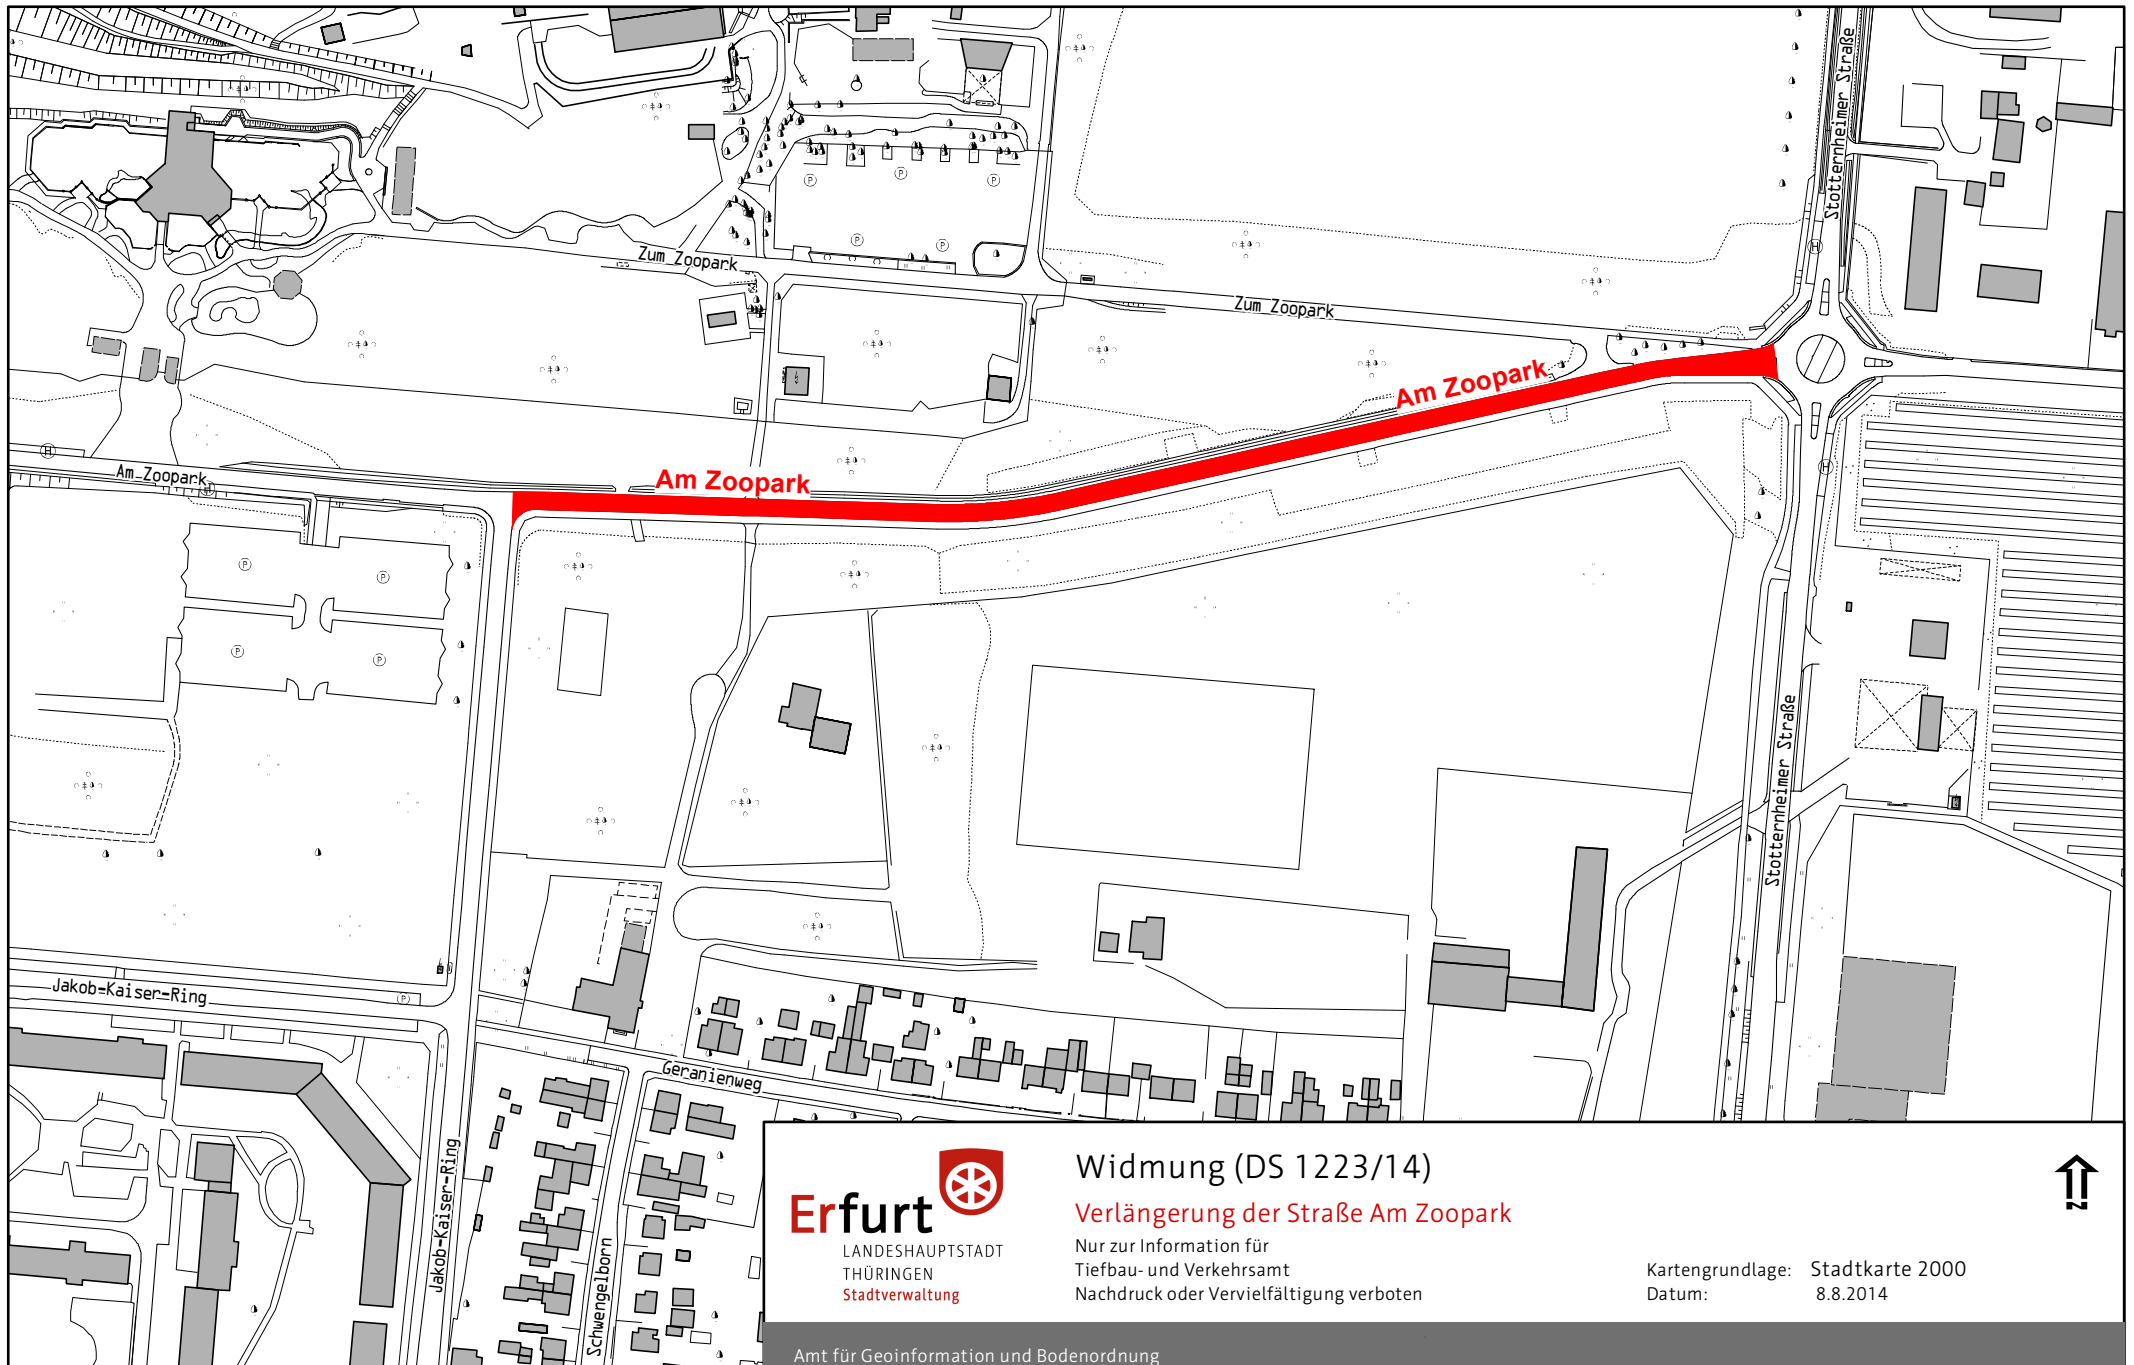 Stotternheimer Straße
P
P
P
P
P
H
Zum Zoopark
Zum Zoopark
Am Zoopark
Am Zoopark
H
Am Zoopark
H
H
P
P
P
P
Stotternheimer Straße
Jakob-Kaiser-Ring
P
Geranienweg
Jakob-Kaiser-Ring
Schwengelborn
Erfurt
LANDESHAUPTSTADT
THÜRINGEN
Stadtverwaltung
Widmung (DS 1223/14)
Verlängerung der Straße Am Zoopark
Nur zur Information für
Tiefbau- und Verkehrsamt
Nachdruck oder Vervielfältigung verboten
Kartengrundlage: Stadtkarte 2000
Datum: 8.8.2014
N
Amt für Geoinformation und Bodenordnung